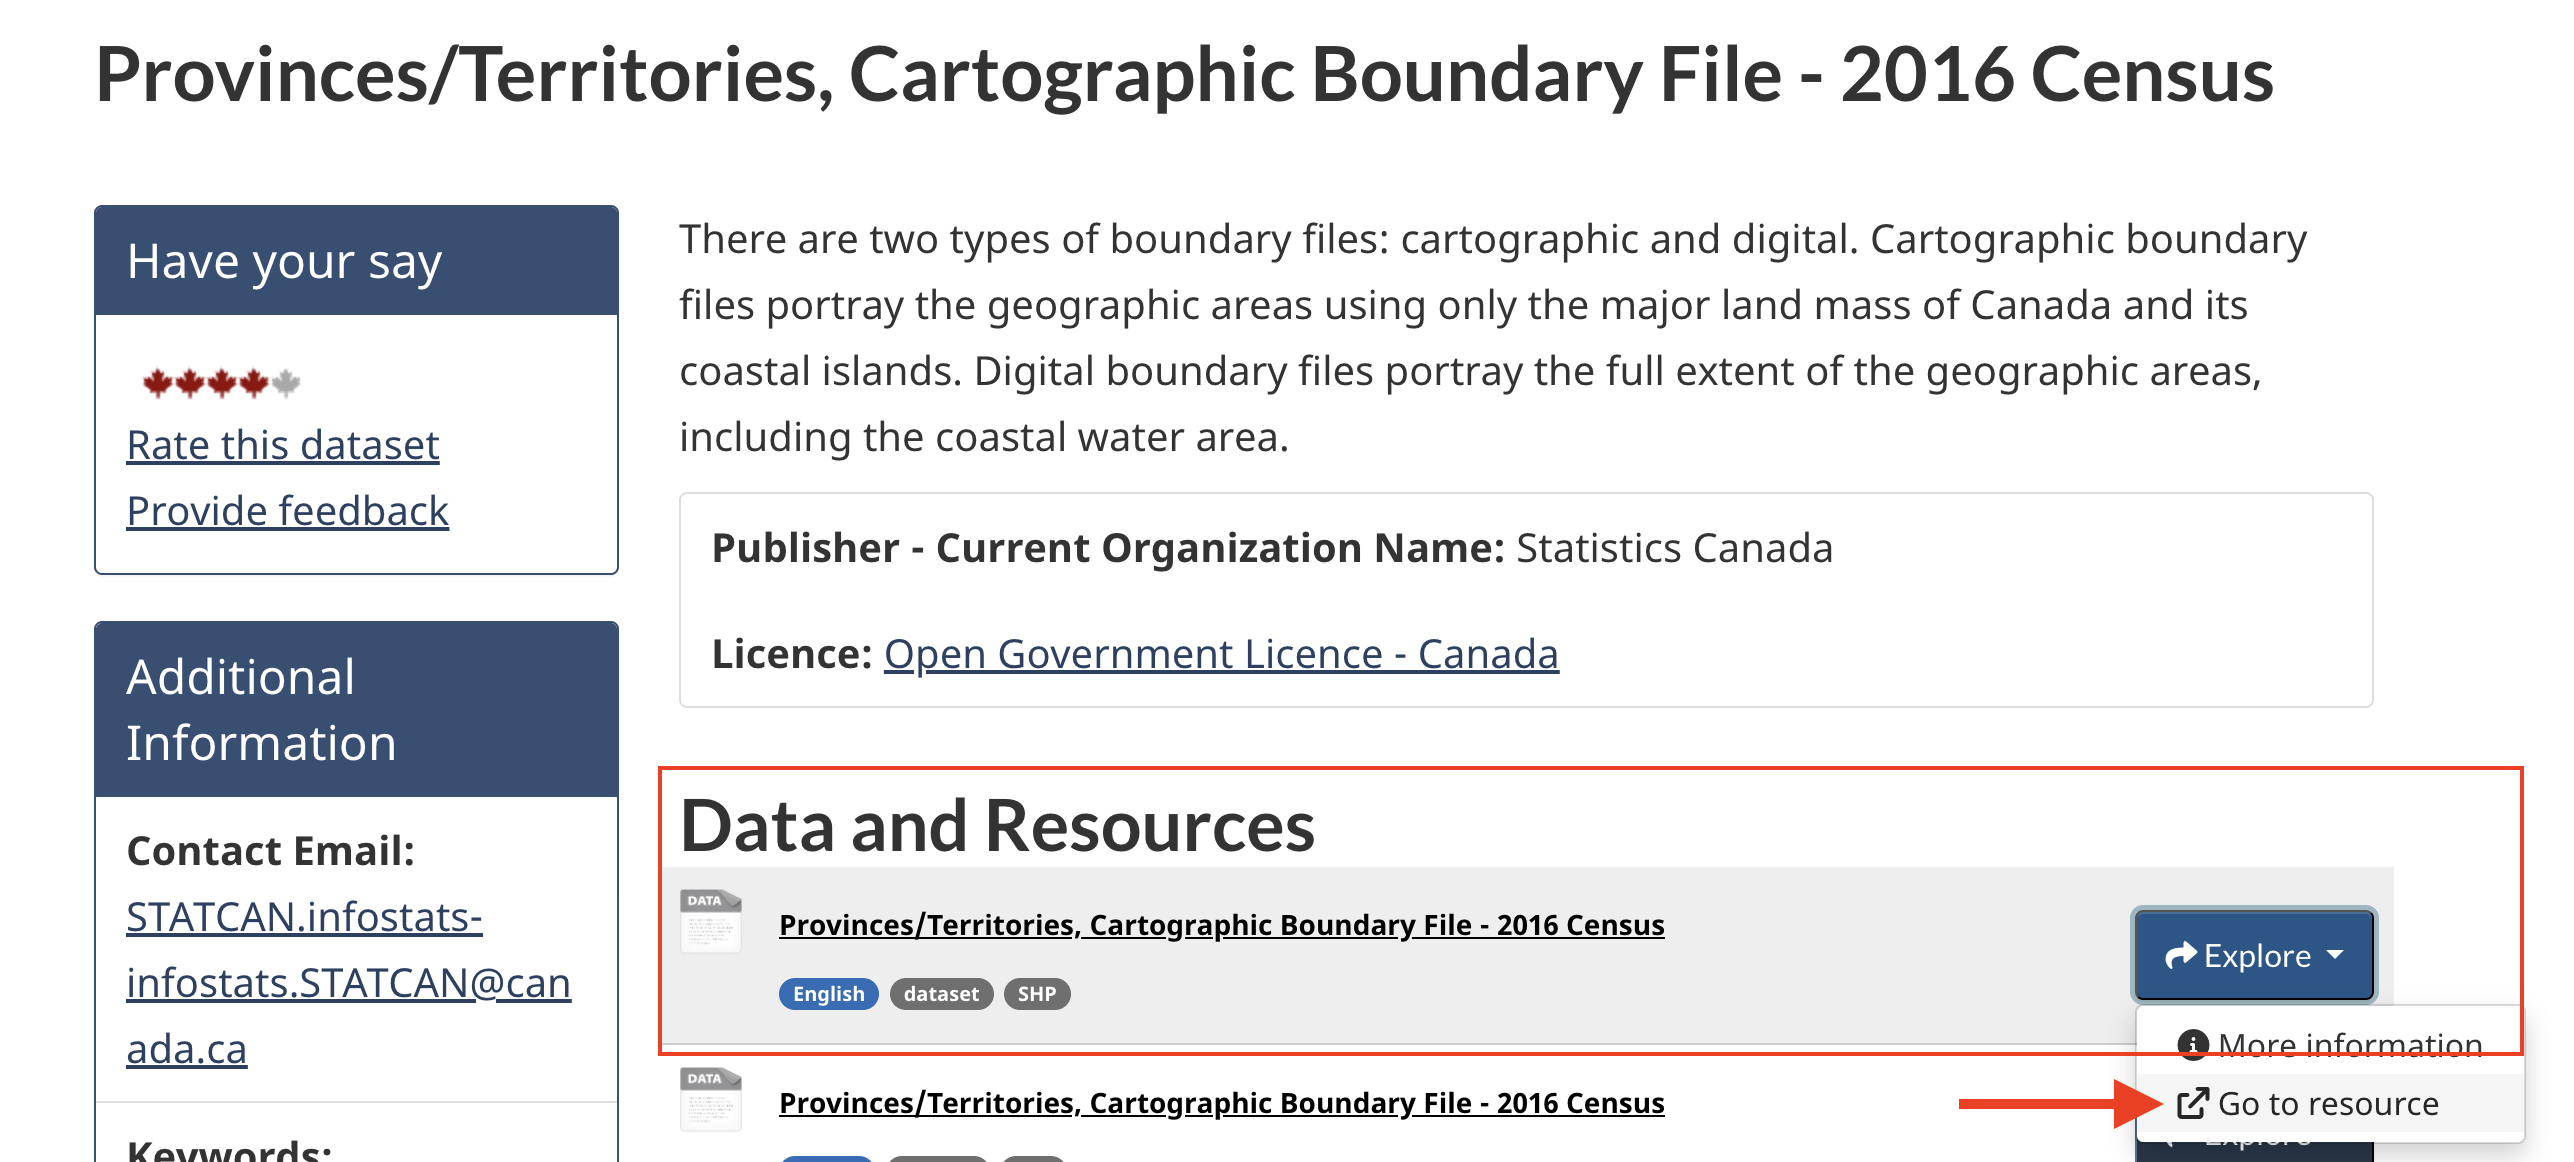 Provinces/Territories, Cartographic Boundary File - 2016 Census
Have your say
Rate this dataset
Provide feedback
Additional
Information
Contact Email:
STATCAN.infostats-
infostats.STATCAN@can
ada.ca
Keywords:
There are two types of boundary files: cartographic and digital. Cartographic boundary
files portray the geographic areas using only the major land mass of Canada and its
coastal islands. Digital boundary files portray the full extent of the geographic areas,
including the coastal water area.
Publisher - Current Organization Name: Statistics Canada
Licence: Open Government Licence - Canada
Data and Resources
DATA
Provinces/Territories, Cartographic Boundary File - 2016 Census
English dataset SHP
Explore
More information
Go to resource
DATA
Provinces/Territories, Cartographic Boundary File - 2016 Census
Explore